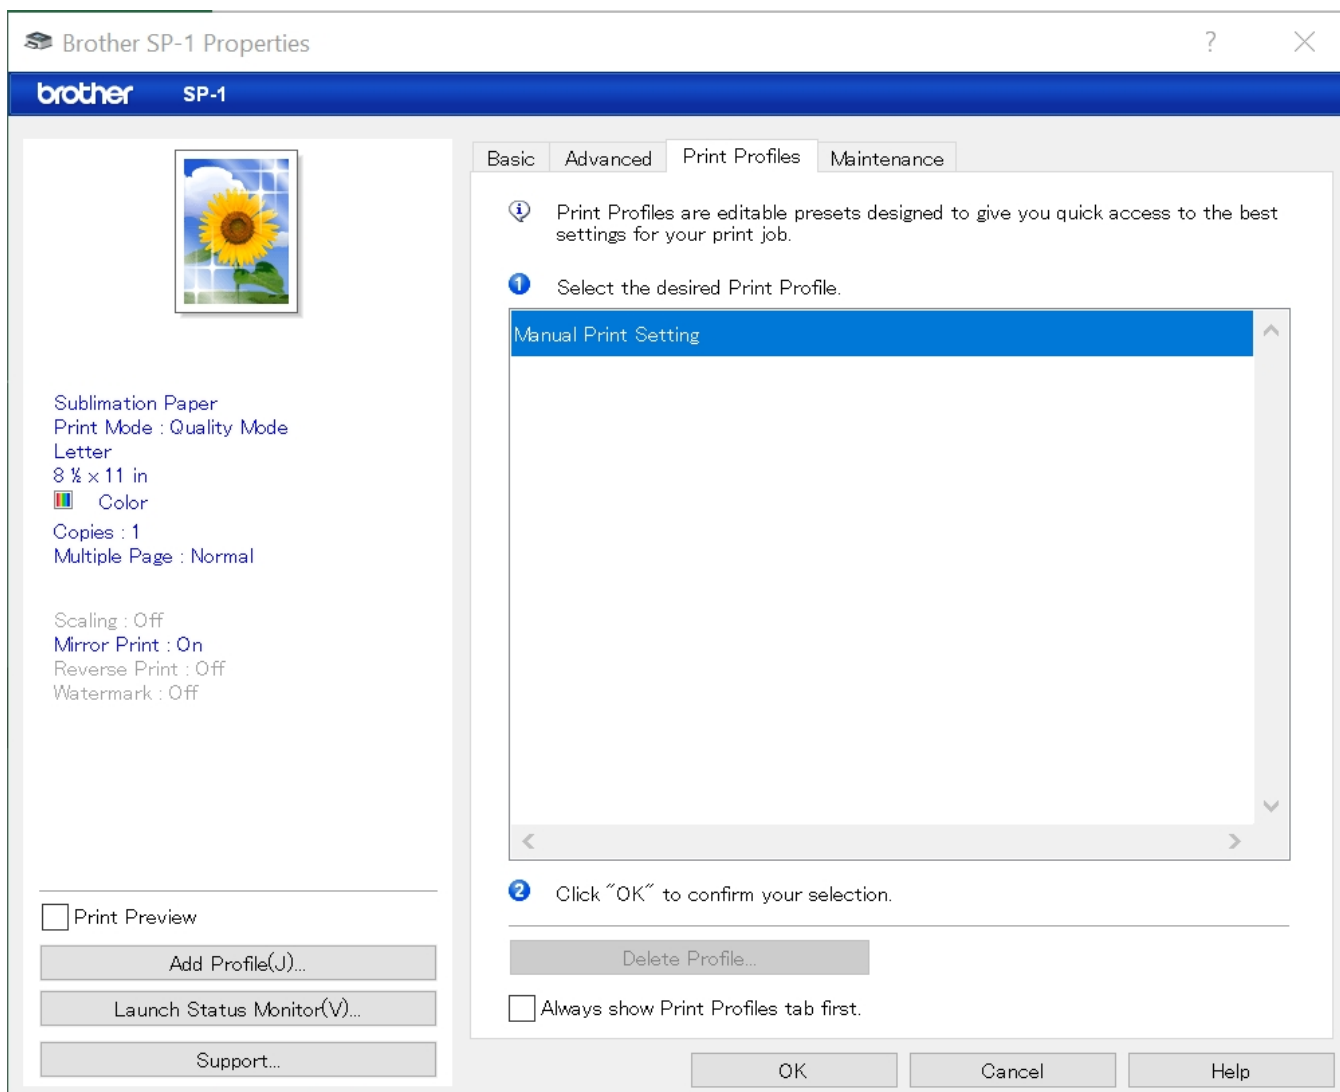 Brother SP-1 Properties
?
brother SP-1
Basic Advanced Print Profiles Maintenance
Print Profiles are editable presets designed to give you quick access to the best
settings for your print job.
1 Select the desired Print Profile.
Manual Print Setting
Sublimation Paper
Print Mode : Quality Mode
Letter
8 ½ x 11 in
Color
Copies : 1
Multiple Page : Normal
Scaling : Off
Mirror Print : On
Reverse Print : Off
Watermark : Off
2 Click "OK" to confirm your selection.
Print Preview
Add Profile(J)...
Launch Status Monitor(V)...
Support...
Delete Profile...
Always show Print Profiles tab first.
OK Cancel Help